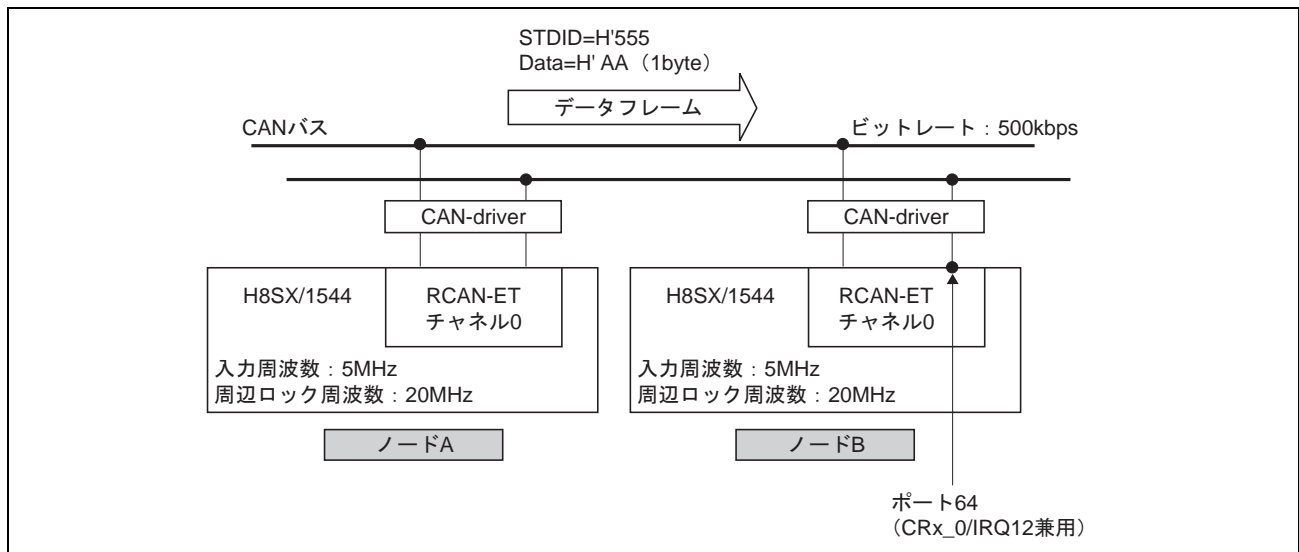 STDID=H'555
Data=H' AA（1byte）
データフレーム
CANバス
ビットレート：500kbps
CAN-driver
CAN-driver
H8SX/1544
RCAN-ET
チャネル0
入力周波数：5MHz
周辺ロック周波数：20MHz
H8SX/1544
RCAN-ET
チャネル0
入力周波数：5MHz
周辺ロック周波数：20MHz
ノードA
ノードB
ポート64
（CRx_0/IRQ12兼用）